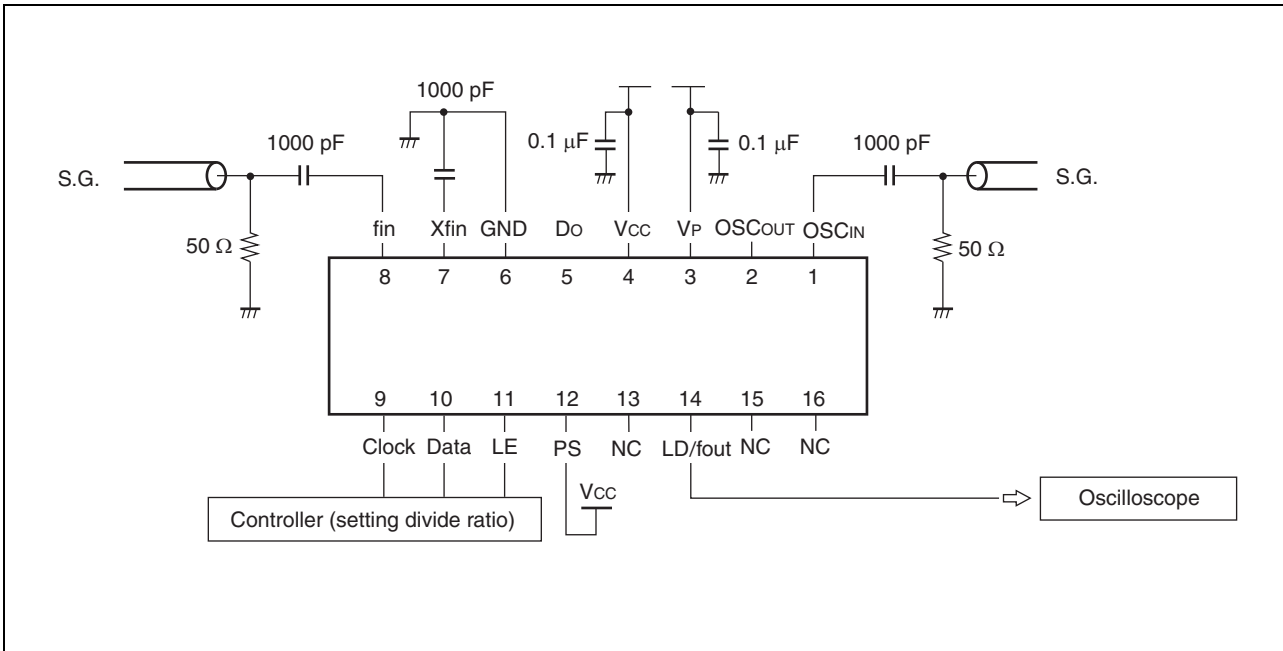 1000 pF
1000 pF
0.1 μF
0.1 μF
1000 pF
S.G.
S.G.
50 Ω
50 Ω
fin Xfin GND DO VCC VP OSCOUT OSCIN
8 7 6 5 4 3 2 1
9 10 11 12 13 14 15 16
Clock Data LE PS NC LD/fout NC NC
VCC
Controller (setting divide ratio)
Oscilloscope